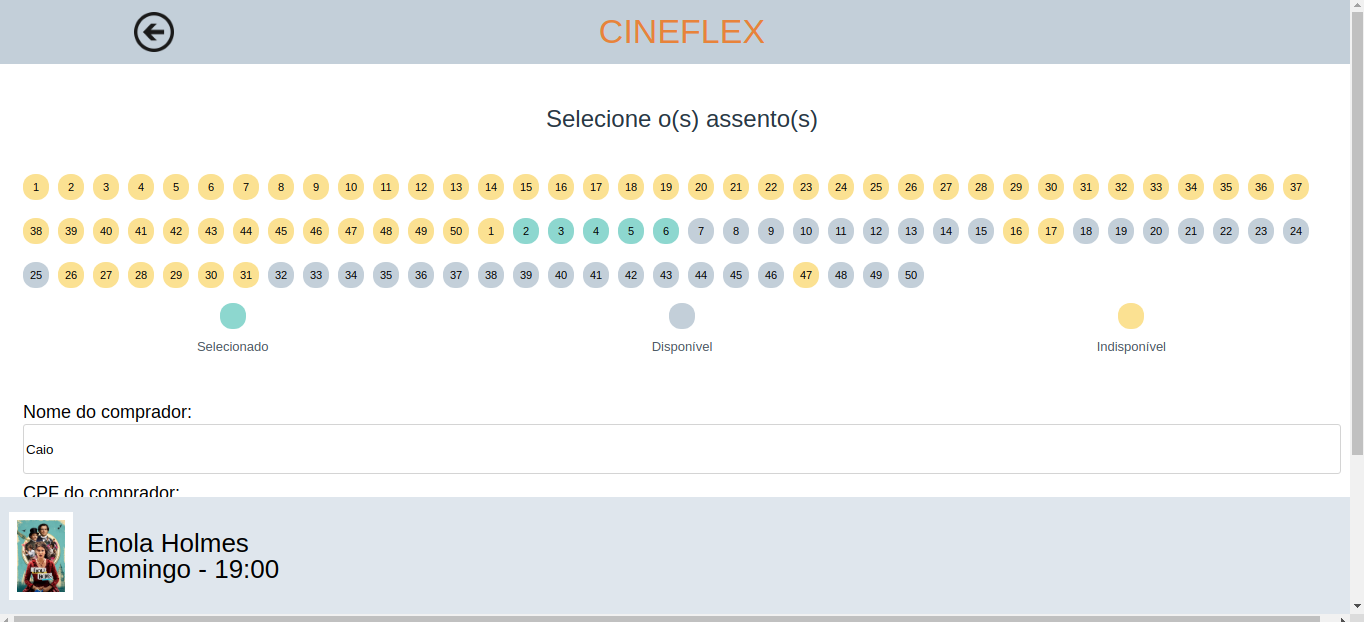 CINEFLEX
Selecione o(s) assento(s)
1 2 3 4 5 6 7 8 9 10 11 12 13 14 15 16 17 18 19 20 21 22 23 24 25 26 27 28 29 30 31 32 33 34 35 36 37
38 39 40 41 42 43 44 45 46 47 48 49 50 1 2 3 4 5 6 7 8 9 10 11 12 13 14 15 16 17 18 19 20 21 22 23 24
25 26 27 28 29 30 31 32 33 34 35 36 37 38 39 40 41 42 43 44 45 46 47 48 49 50
Selecionado Disponível Indisponível
Nome do comprador:
Caio
CPF do comprador:
Enola Holmes
Domingo - 19:00